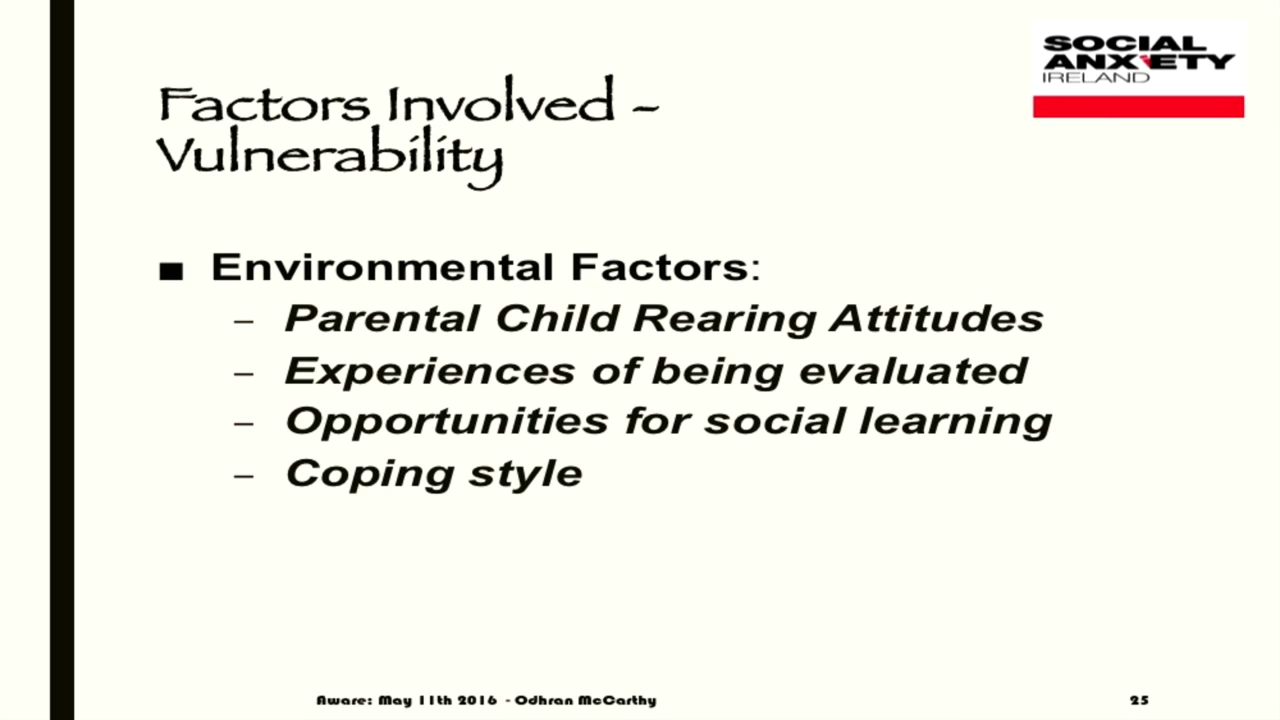 SOCIAL
ANXIETY
IRELAND
Factors Involved –
Vulnerability
■ Environmental Factors:
– Parental Child Rearing Attitudes
– Experiences of being evaluated
– Opportunities for social learning
– Coping style
Aware: May 11th 2016 - Odhran McCarthy
25